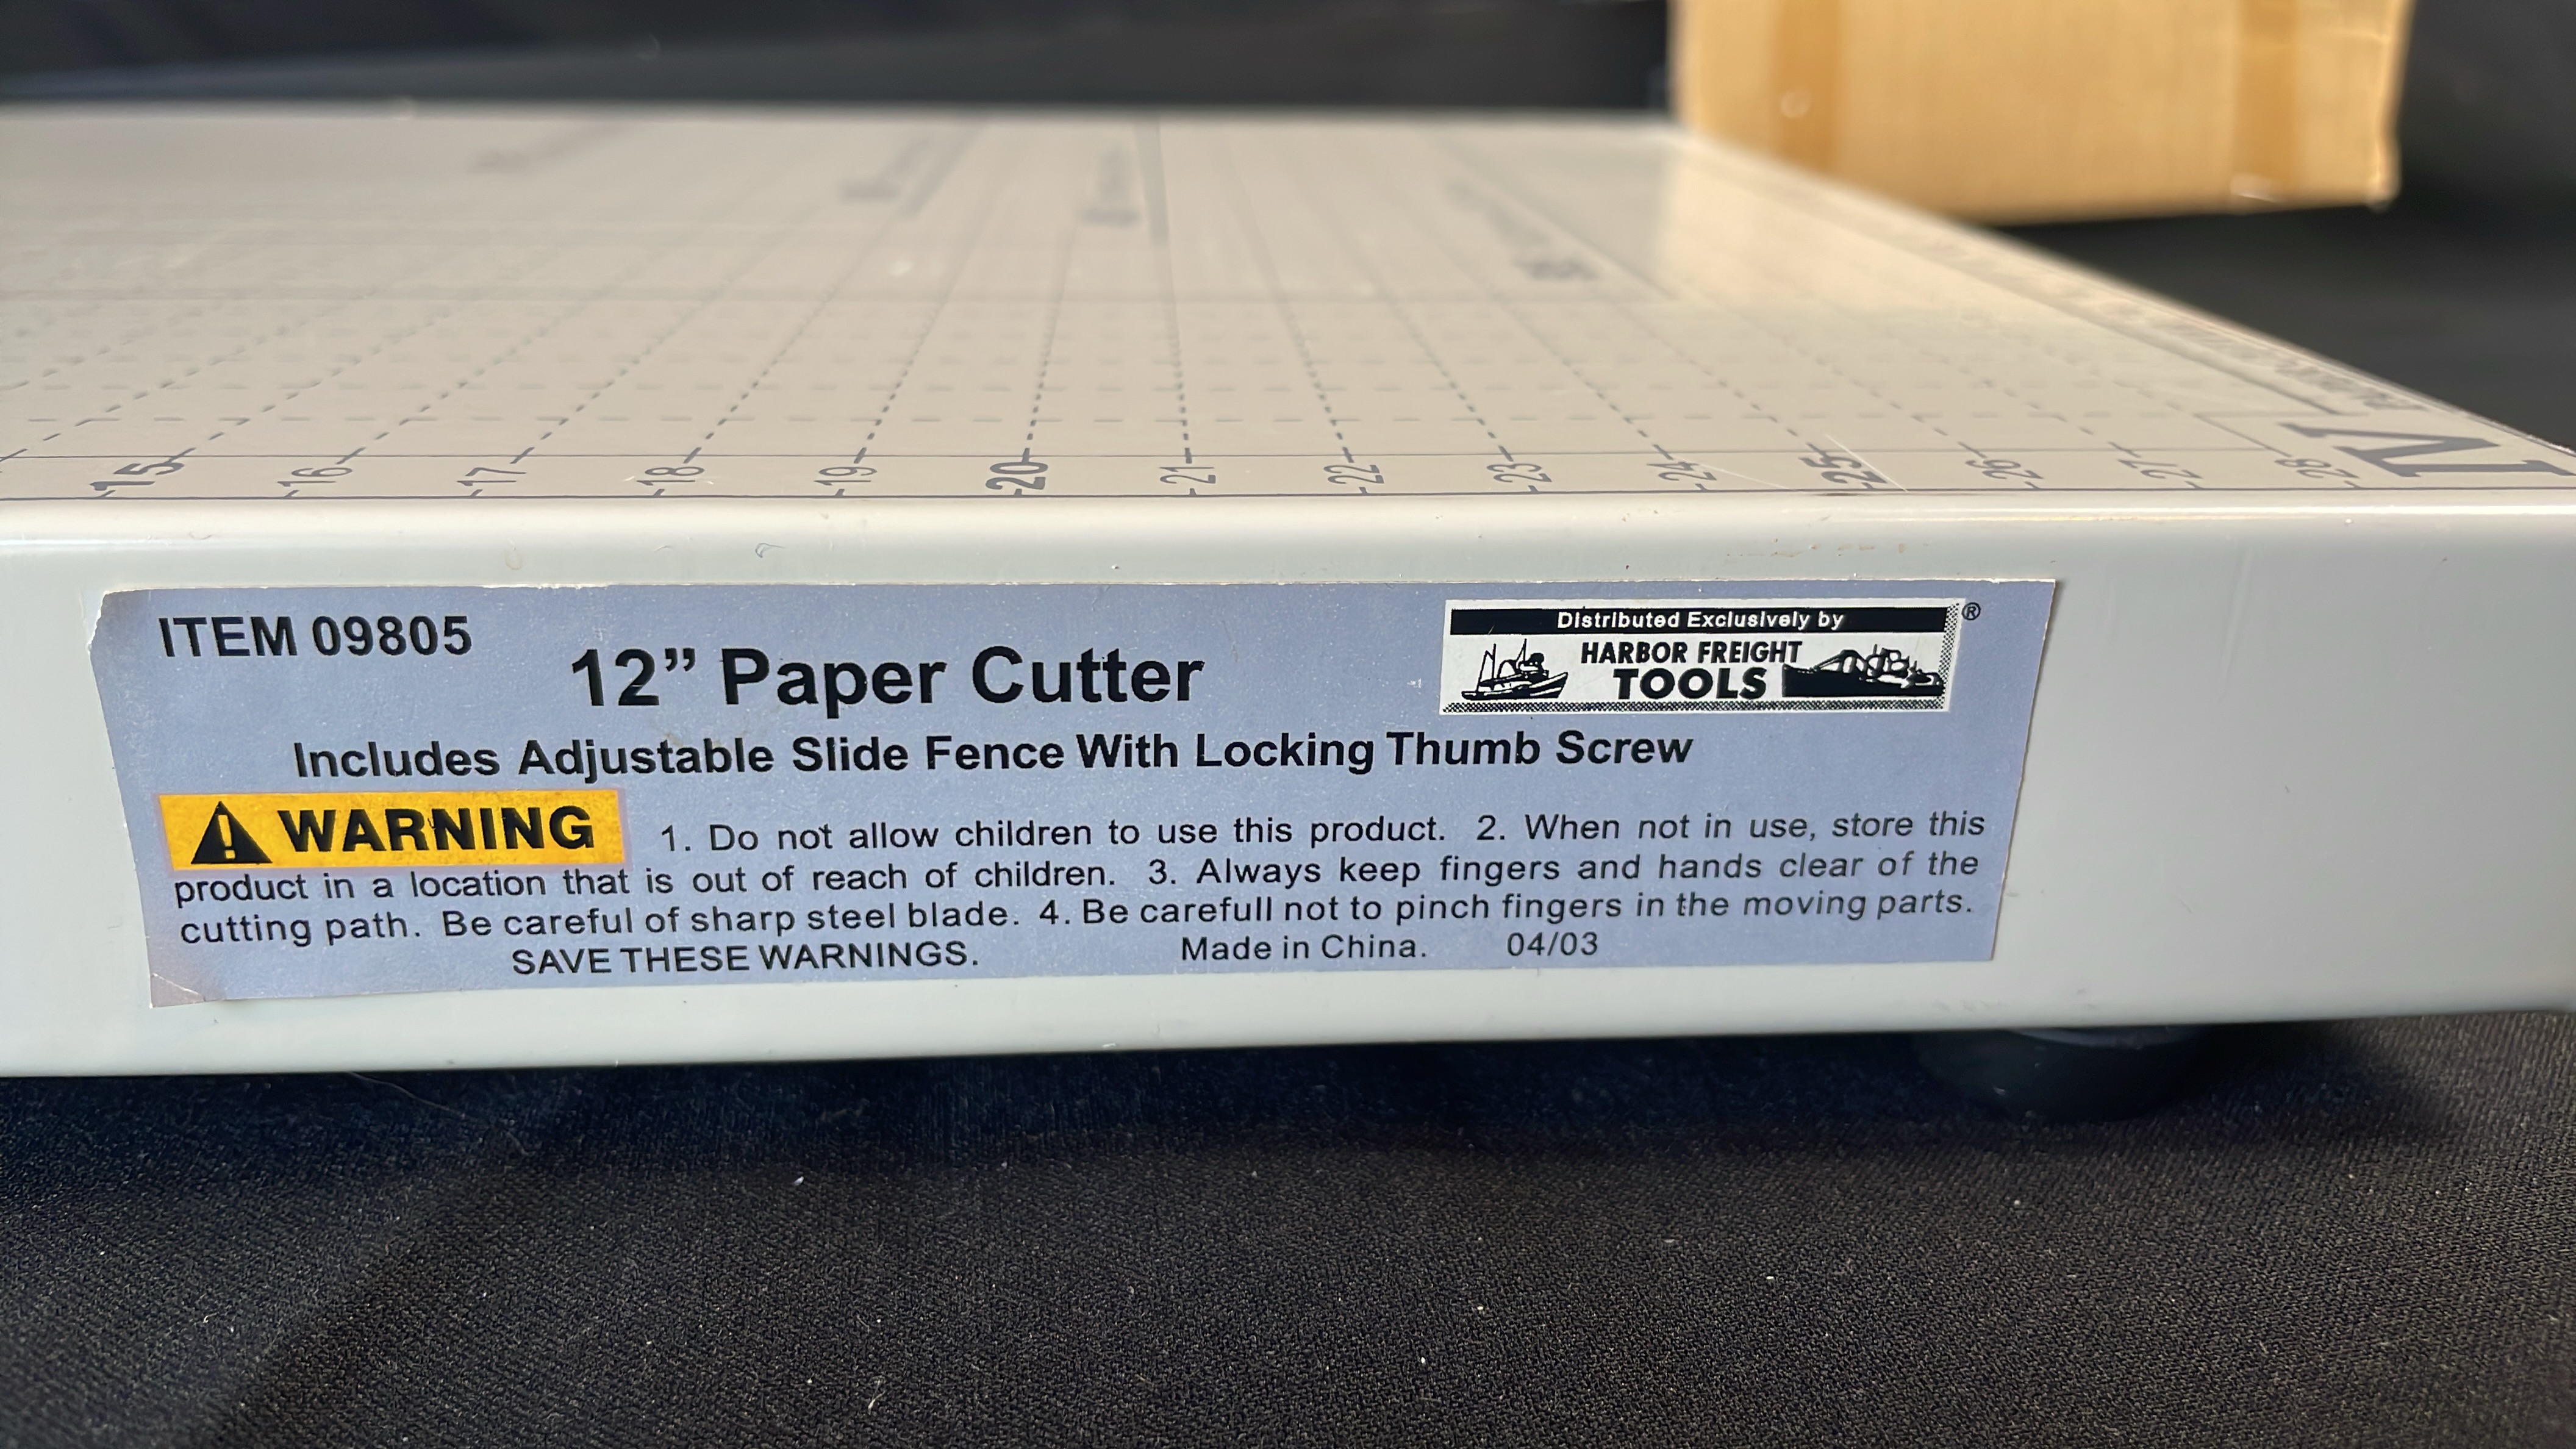 15 16 17 18 19 20 21 22 23 24 25 26 27 28
ITEM 09805
12” Paper Cutter
Distributed Exclusively by
HARBOR FREIGHT
TOOLS
®
Includes Adjustable Slide Fence With Locking Thumb Screw
WARNING 1. Do not allow children to use this product. 2. When not in use, store this
product in a location that is out of reach of children. 3. Always keep fingers and hands clear of the
cutting path. Be careful of sharp steel blade. 4. Be carefull not to pinch fingers in the moving parts.
SAVE THESE WARNINGS. Made in China. 04/03